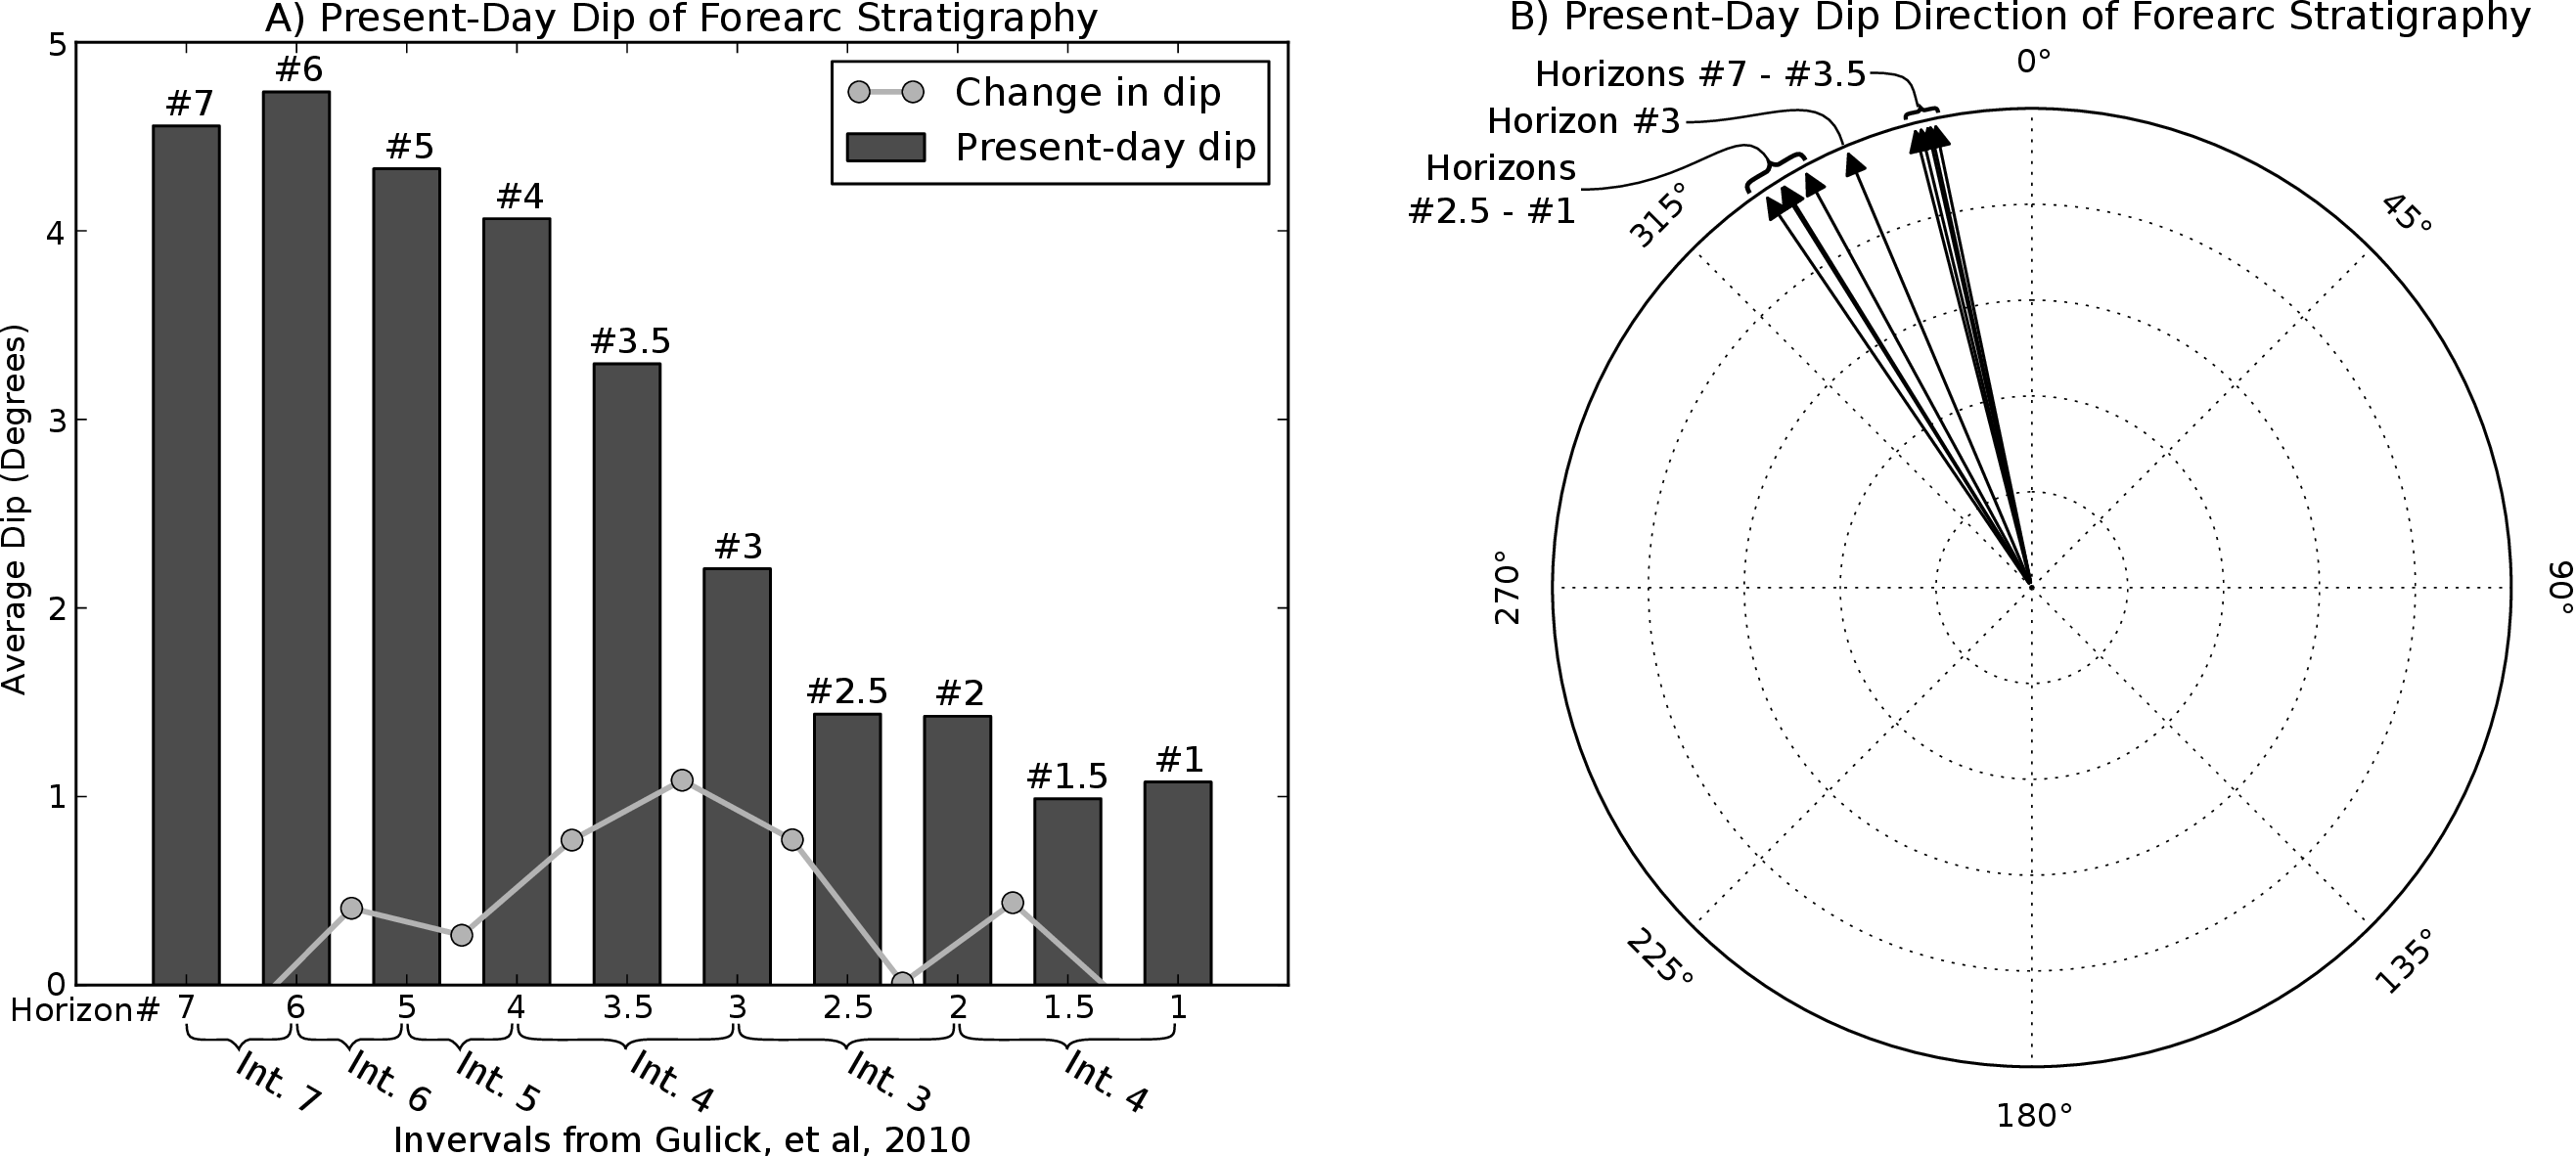 A) Present-Day Dip of Forearc Stratigraphy
Average Dip (Degrees)
5
4
3
2
1
0
#7
#6
#5
#4
#3.5
#3
#2.5
#2
#1.5
#1
Change in dip
Present-day dip
Horizon# 7 6 5 4 3.5 3 2.5 2 1.5 1
Int. 7
Int. 6
Int. 5
Int. 4
Int. 3
Int. 4
Invervals from Gulick, et al, 2010
B) Present-Day Dip Direction of Forearc Stratigraphy
Horizons #7 - #3.5
Horizon #3
Horizons
#2.5 - #1
0°
45°
90°
135°
180°
225°
270°
315°